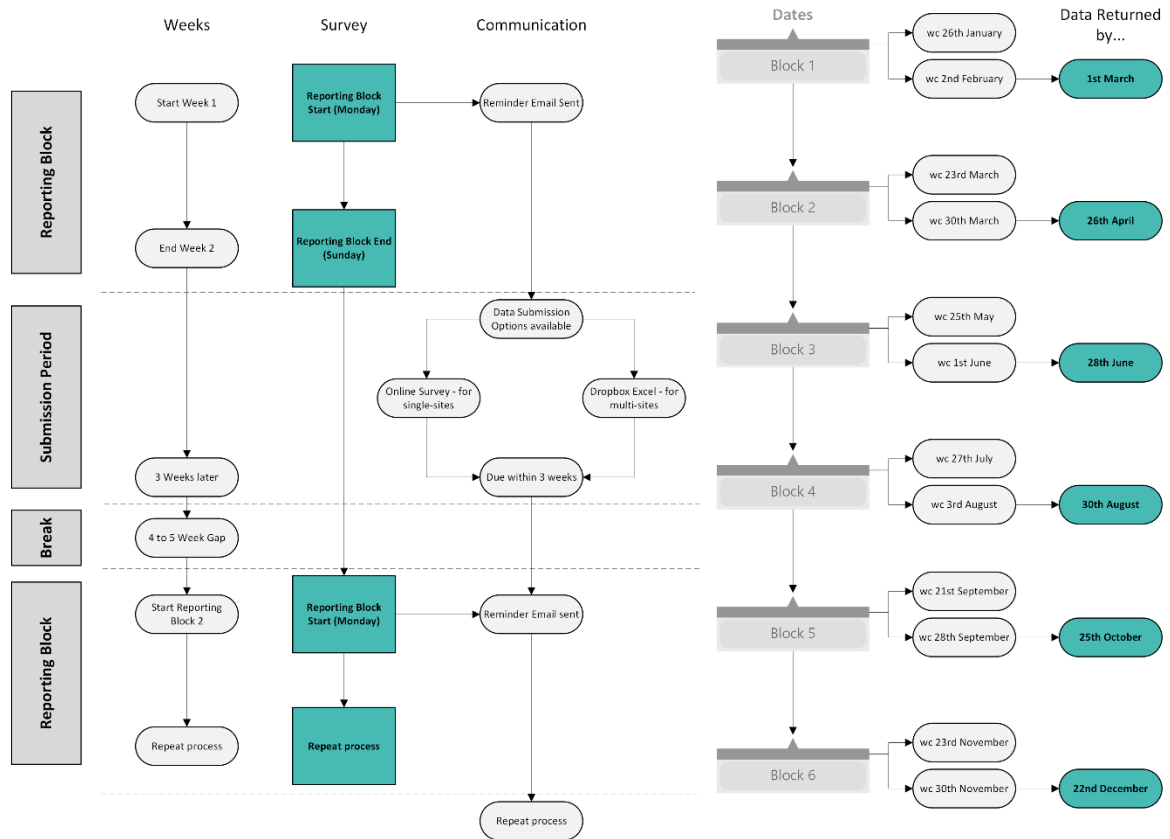 Weeks
Survey
Communication
Dates
Data Returned
by...
Reporting Block
Start Week 1
Reporting Block
Start (Monday)
Reminder Email Sent
End Week 2
Reporting Block End
(Sunday)
Submission Period
Data Submission
Options available
Online Survey - for
single-sites
Dropbox Excel - for
multi-sites
3 Weeks later
Due within 3 weeks
Break
4 to 5 Week Gap
Reporting Block
Start Reporting
Block 2
Reporting Block
Start (Monday)
Reminder Email sent
Repeat process
Repeat process
Repeat process
Block 1
wc 26th January
wc 2nd February
1st March
Block 2
wc 23rd March
wc 30th March
26th April
Block 3
wc 25th May
wc 1st June
28th June
Block 4
wc 27th July
wc 3rd August
30th August
Block 5
wc 21st September
wc 28th September
25th October
Block 6
wc 23rd November
wc 30th November
22nd December